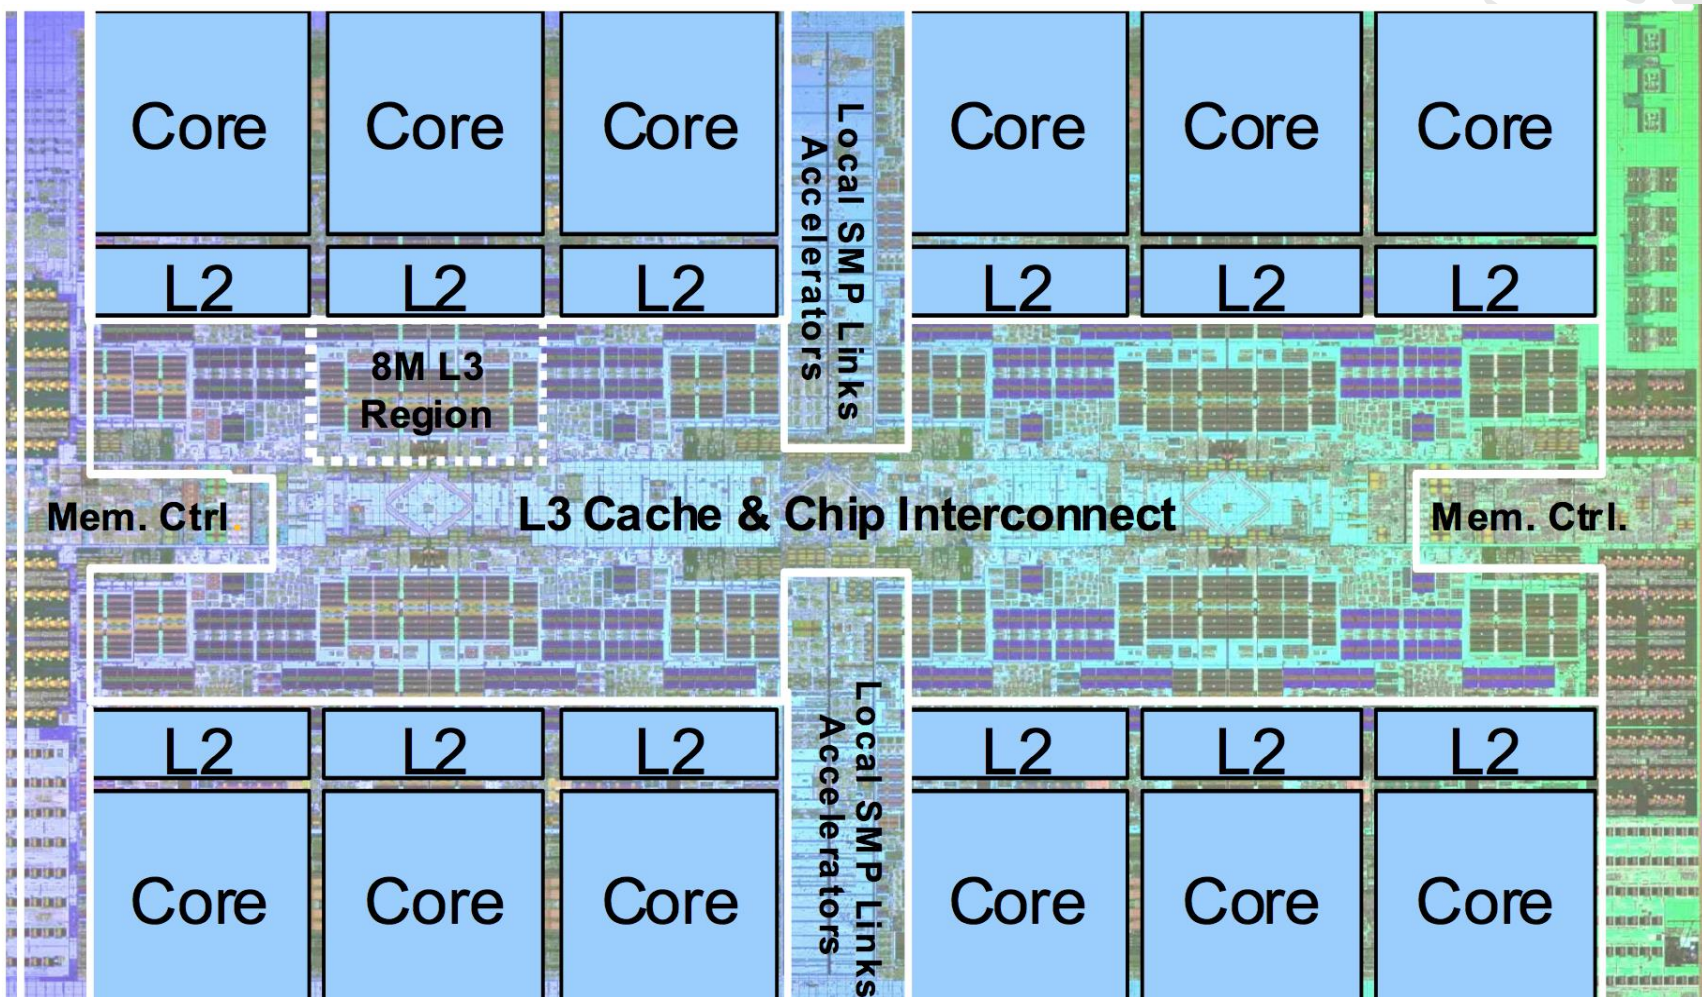 Core Core Core Core Core Core
L2 L2 L2 L2 L2 L2
Local SMP Links
Accelerators
8M L3
Region
Mem. Ctrl.
L3 Cache & Chip Interconnect
Mem. Ctrl.
L2 L2 L2 L2 L2 L2
Local SMP Links
Accelerators
Core Core Core Core Core Core